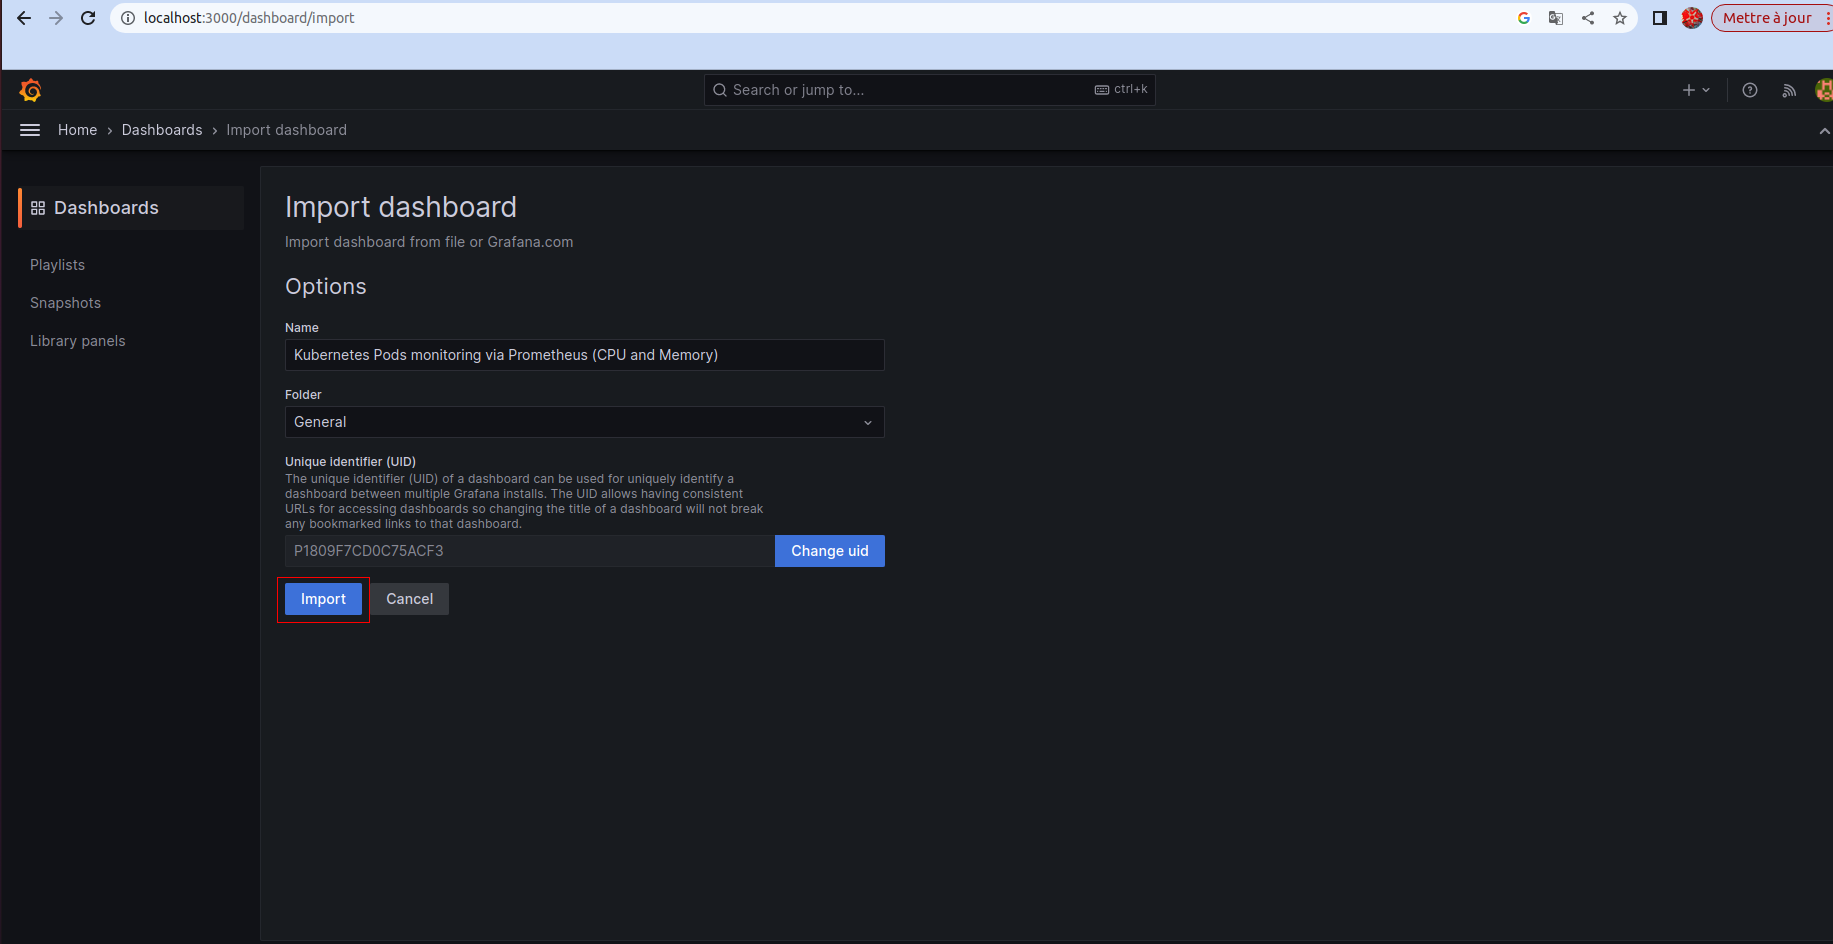 localhost:3000/dashboard/import
Mettre à jour
Search or jump to...
ctrl+k
Home › Dashboards › Import dashboard
Dashboards
Playlists
Snapshots
Library panels
Import dashboard
Import dashboard from file or Grafana.com
Options
Name
Kubernetes Pods monitoring via Prometheus (CPU and Memory)
Folder
General
Unique identifier (UID)
The unique identifier (UID) of a dashboard can be used for uniquely identify a
dashboard between multiple Grafana installs. The UID allows having consistent
URLs for accessing dashboards so changing the title of a dashboard will not break
any bookmarked links to that dashboard.
P1809F7CD0C75ACF3
Change uid
Import
Cancel